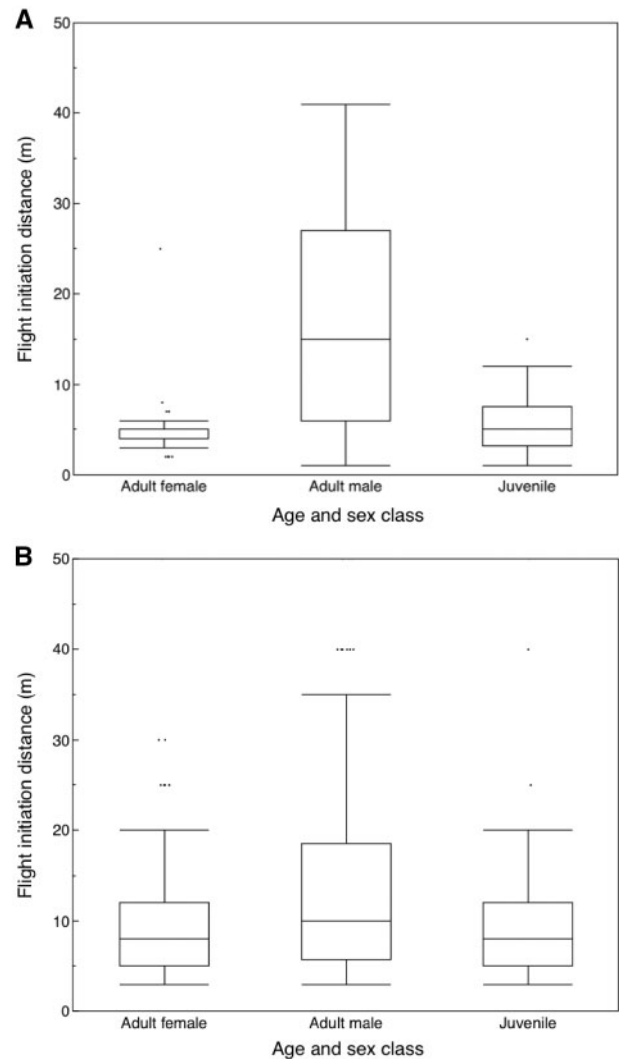 A
50
40
30
20
10
0
Flight initiation distance (m)
Adult female Adult male Juvenile
Age and sex class
B
50
40
30
20
10
0
Flight initiation distance (m)
Adult female Adult male Juvenile
Age and sex class